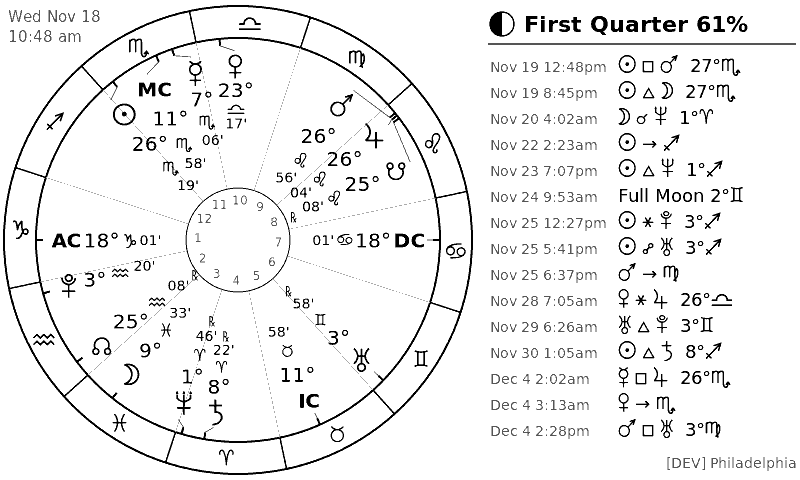 Wed Nov 18
10:48 am
♎
♏
♍
♐
♌
♑
♋
♒
♊
♓
♈
♉
MC 11° ♏ 58'
☿ 7° ♏ 06'
♀ 23° ♎ 17'
☉ 26° ♏ 19'
♂ 26° ♌ 56'
♃ 26° ♌ 04'
☋ 25° ♌ 08' ℞
AC 18° ♑ 01'
01' ♋ 18° DC
♇ 3° ♒ 20'
☊ 25° ♒ 08' ℞
☽ 9° ♓ 33'
♆ 1° ♈ 46' ℞
♄ 8° ♈ 22' ℞
IC 11° ♉ 58'
♅ 3° ♊ 58' ℞
1
2
3
4
5
6
7
8
9
10
11
12
First Quarter 61%
Nov 19 12:48pm ☉ □ ♂ 27°♏
Nov 19 8:45pm ☉ △ ☽ 27°♏
Nov 20 4:02am ☽ ☌ ♆ 1°♈
Nov 22 2:23am ☉ → ♐
Nov 23 7:07pm ☉ △ ♆ 1°♐
Nov 24 9:53am Full Moon 2°♊
Nov 25 12:27pm ☉ ⚹ ♇ 3°♐
Nov 25 5:41pm ☉ ☍ ♅ 3°♐
Nov 25 6:37pm ♂ → ♍
Nov 28 7:05am ♀ ⚹ ♃ 26°♎
Nov 29 6:26am ♅ △ ♇ 3°♊
Nov 30 1:05am ☉ △ ♄ 8°♐
Dec 4 2:02am ☿ □ ♃ 26°♏
Dec 4 3:13am ♀ → ♏
Dec 4 2:28pm ♂ □ ♅ 3°♍
[DEV] Philadelphia